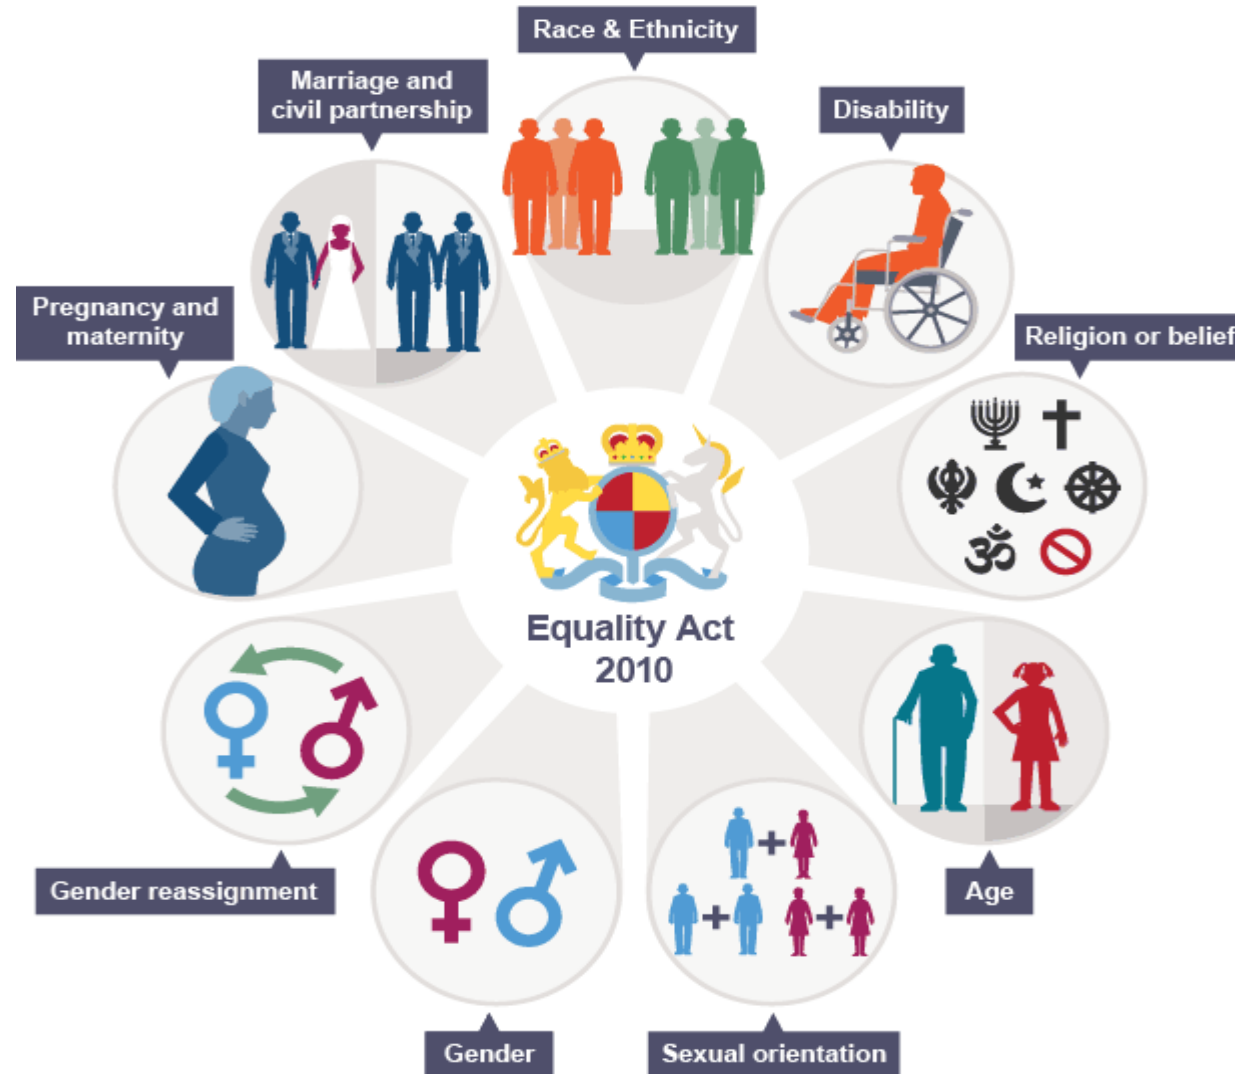 Race & Ethnicity
Marriage and
civil partnership
Disability
Pregnancy and
maternity
Religion or belief
Equality Act
2010
Gender reassignment
Age
Gender
Sexual orientation